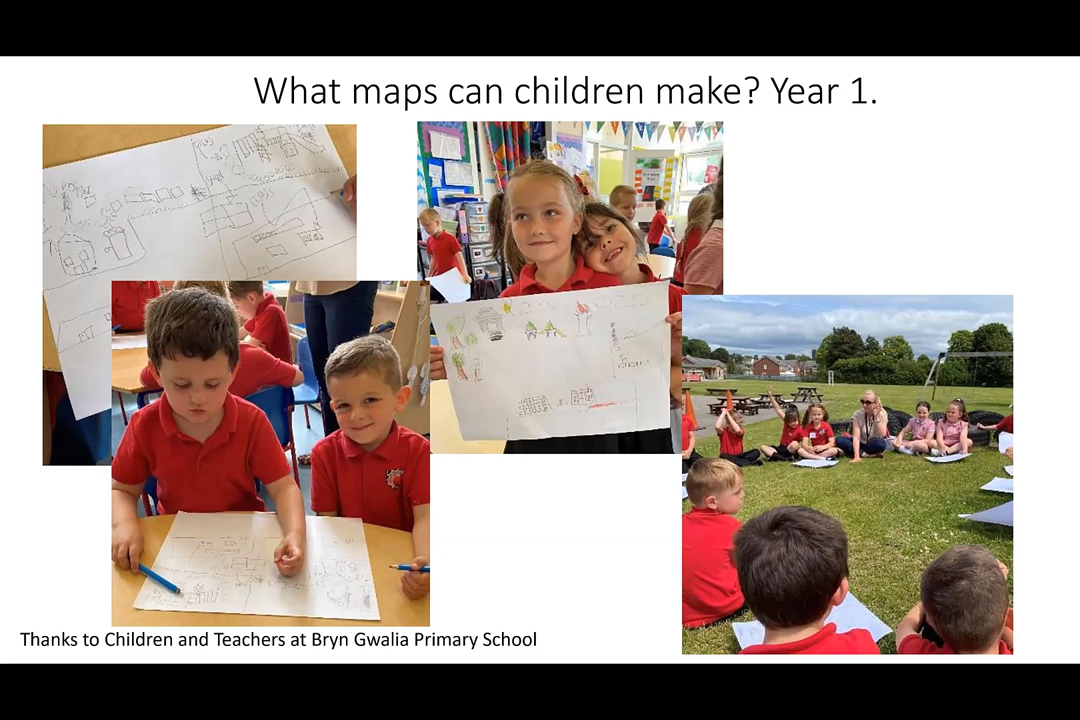 What maps can children make? Year 1.
Thanks to Children and Teachers at Bryn Gwalia Primary School